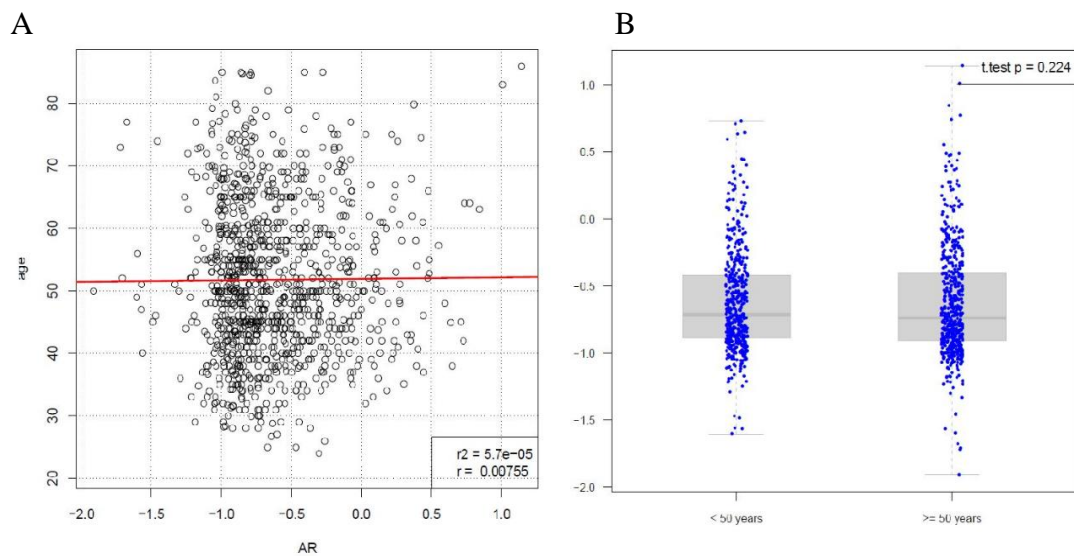 A
B
80
70
60
50
40
30
20
age
−2.0 −1.5 −1.0 −0.5 0.0 0.5 1.0
AR
r2 = 5.7e−05
r = 0.00755
t.test p = 0.224
1.0
0.5
0.0
−0.5
−1.0
−1.5
−2.0
< 50 years >= 50 years